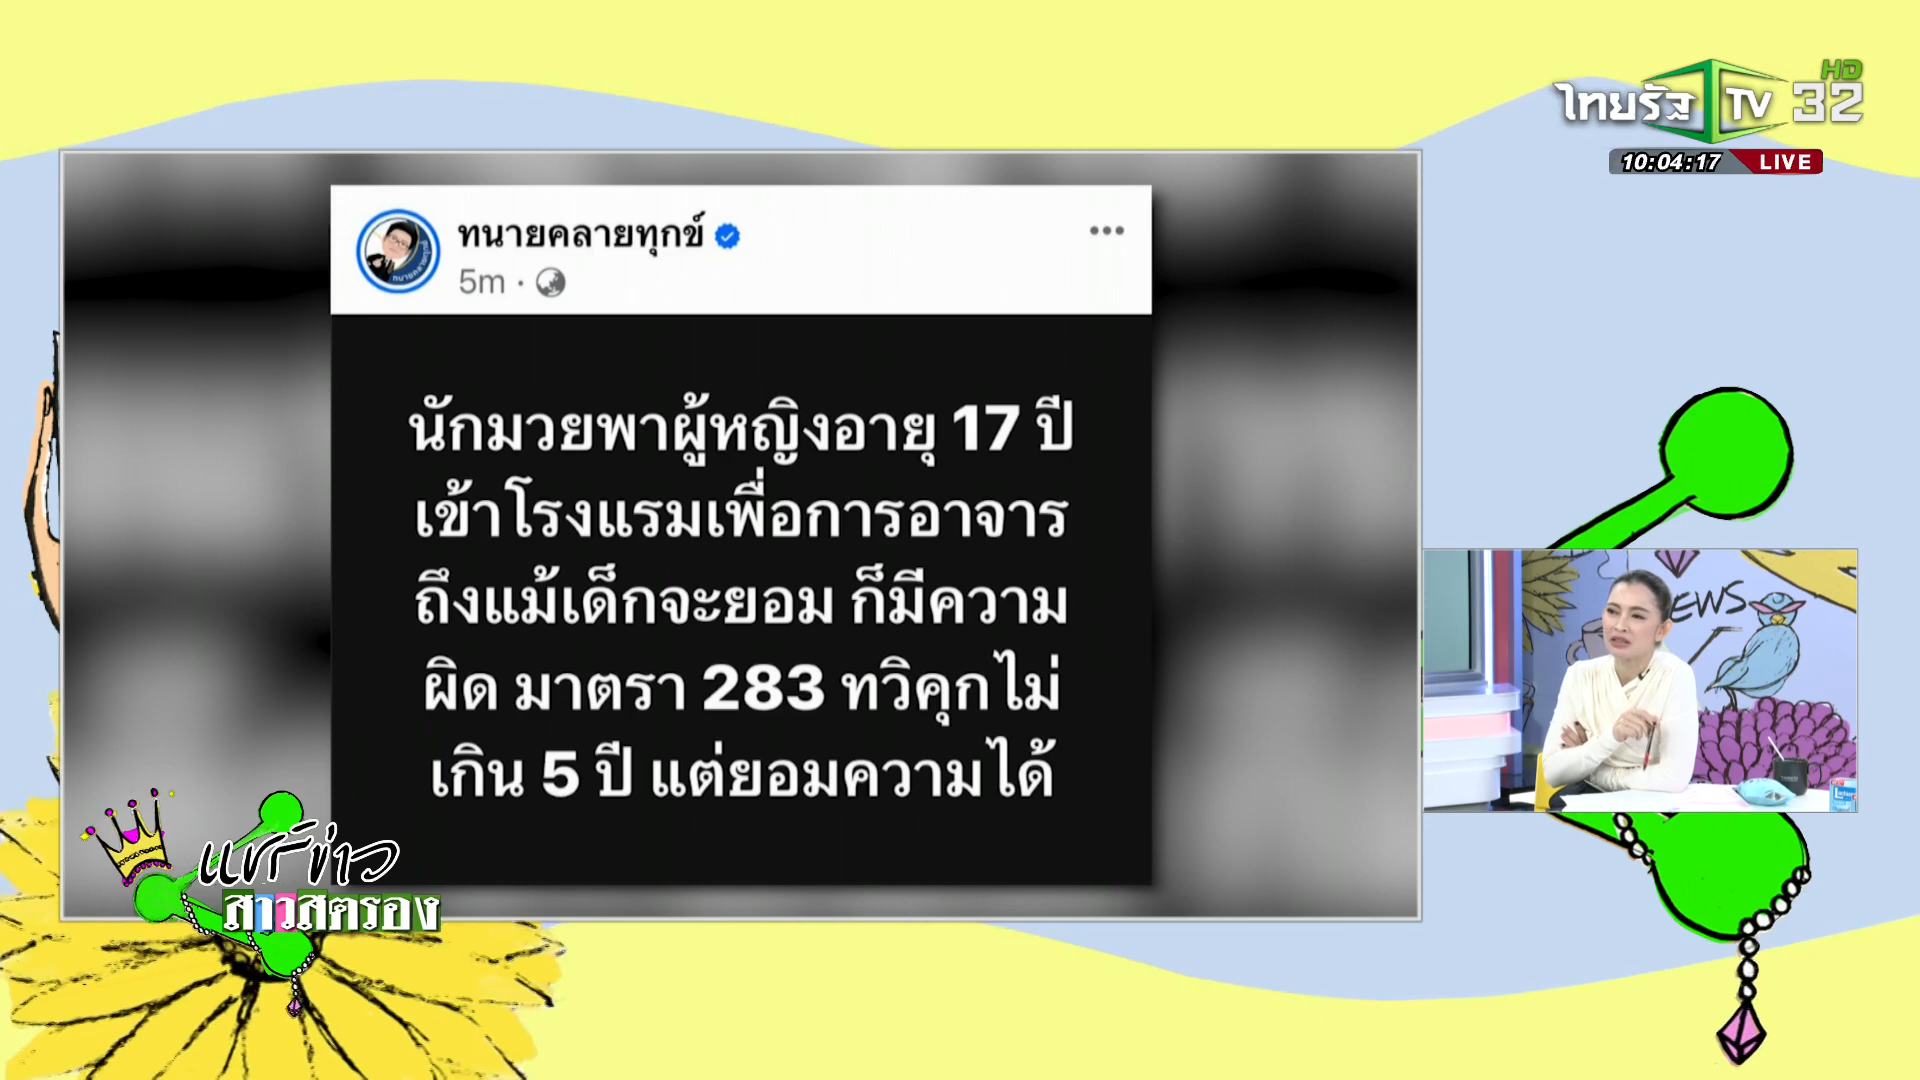 HD
ไทยรัฐ TV 32
10:04:17 LIVE
ทนายคลายทุกข์
5m
นักมวยพาผู้หญิงอายุ 17 ปี
เข้าโรงแรมเพื่อการอาจาร
ถึงแม้เด็กจะยอม ก็มีความ
ผิด มาตรา 283 ทวิคุกไม่
เกิน 5 ปี แต่ยอมความได้
EWS
แชร์ข่าว
สาวสตรอง